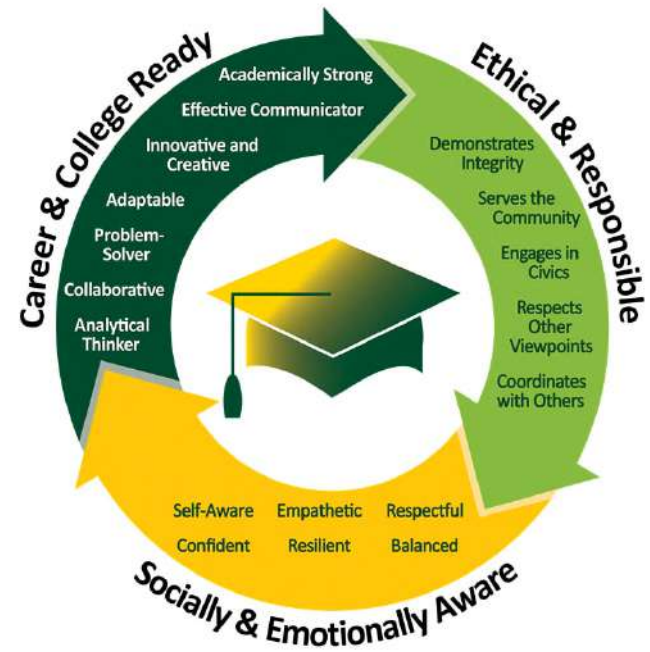 Career & College Ready
Academically Strong
Effective Communicator
Innovative and
Creative
Adaptable
Problem-
Solver
Collaborative
Analytical
Thinker
Ethical & Responsible
Demonstrates
Integrity
Serves the
Community
Engages in
Civics
Respects
Other
Viewpoints
Coordinates
with Others
Self-Aware Empathetic Respectful
Confident Resilient Balanced
Socially & Emotionally Aware